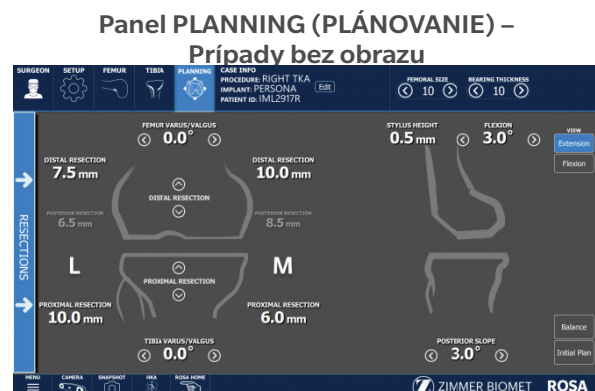 Panel PLANNING (PLÁNOVANIE) –
Prípady bez obrazu
SURGEON SETUP FEMUR TIBIA PLANNING
CASE INFO
PROCEDURE: RIGHT TKA
IMPLANT: PERSONA
PATIENT ID: IML2917R
Edit
FEMORAL SIZE
10
BEARING THICKNESS
10
FEMUR VARUS/VALGUS
0.0°
STYLUS HEIGHT
0.5 mm
FLEXION
3.0°
VIEW
Extension
Flexion
DISTAL RESECTION
7.5 mm
DISTAL RESECTION
10.0 mm
DISTAL RESECTION
POSTERIOR RESECTION
6.5 mm
POSTERIOR RESECTION
8.5 mm
RESECTIONS
L
M
PROXIMAL RESECTION
PROXIMAL RESECTION
10.0 mm
PROXIMAL RESECTION
6.0 mm
TIBIA VARUS/VALGUS
0.0°
POSTERIOR SLOPE
3.0°
Balance
Initial Plan
MENU CAMERA SNAPSHOT HKA ROSA HOME
ZIMMER BIOMET ROSA